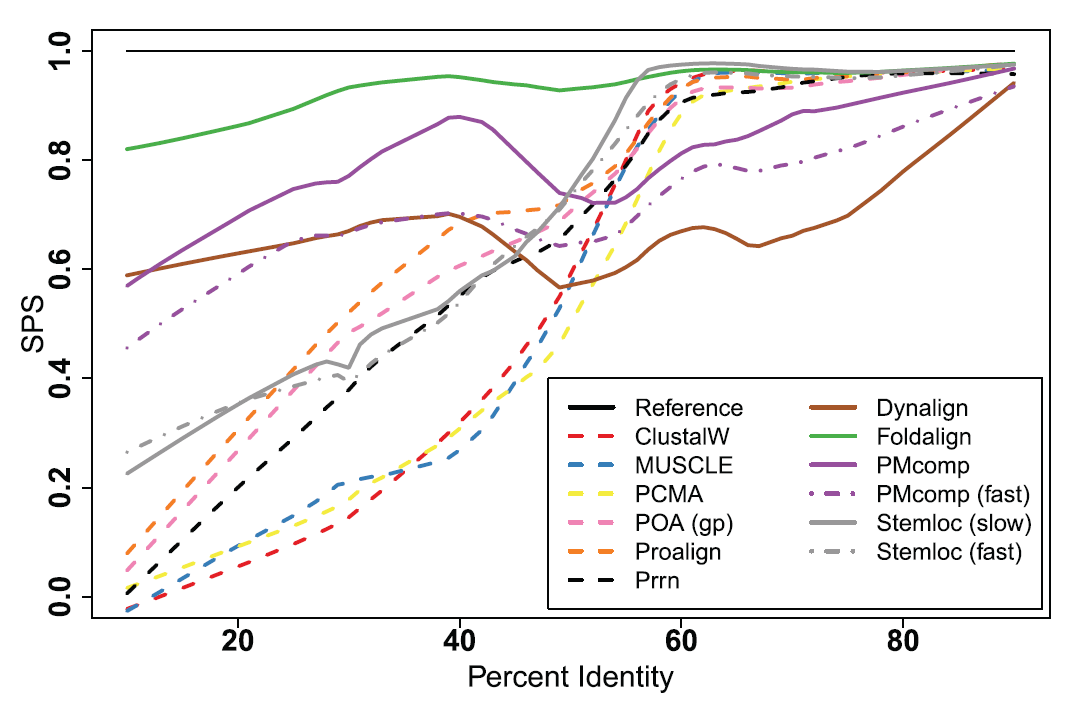 1.0
0.8
0.6
0.4
0.2
0.0
SPS
20 40 60 80
Percent Identity
Reference
ClustalW
MUSCLE
PCMA
POA (gp)
Proalign
Prrn
Dynalign
Foldalign
PMcomp
PMcomp (fast)
Stemloc (slow)
Stemloc (fast)